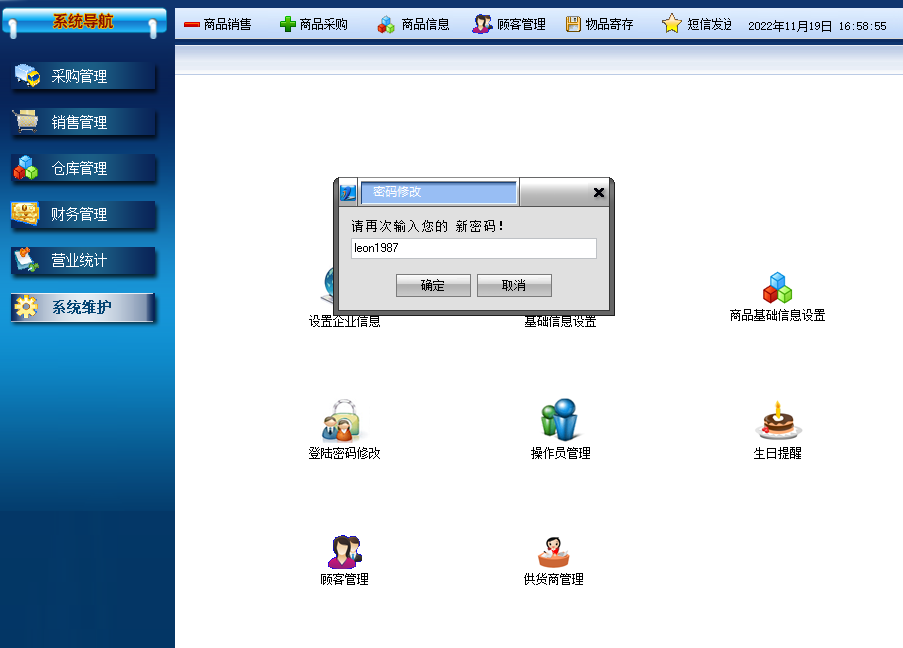 系统导航
商品销售
商品采购
商品信息
顾客管理
物品寄存
短信发送
2022年11月19日 16:58:55
采购管理
销售管理
仓库管理
财务管理
营业统计
系统维护
密码修改
请再次输入您的 新密码！
leon1987
确定
取消
设置企业信息
基础信息设置
商品基础信息设置
登陆密码修改
操作员管理
生日提醒
顾客管理
供货商管理